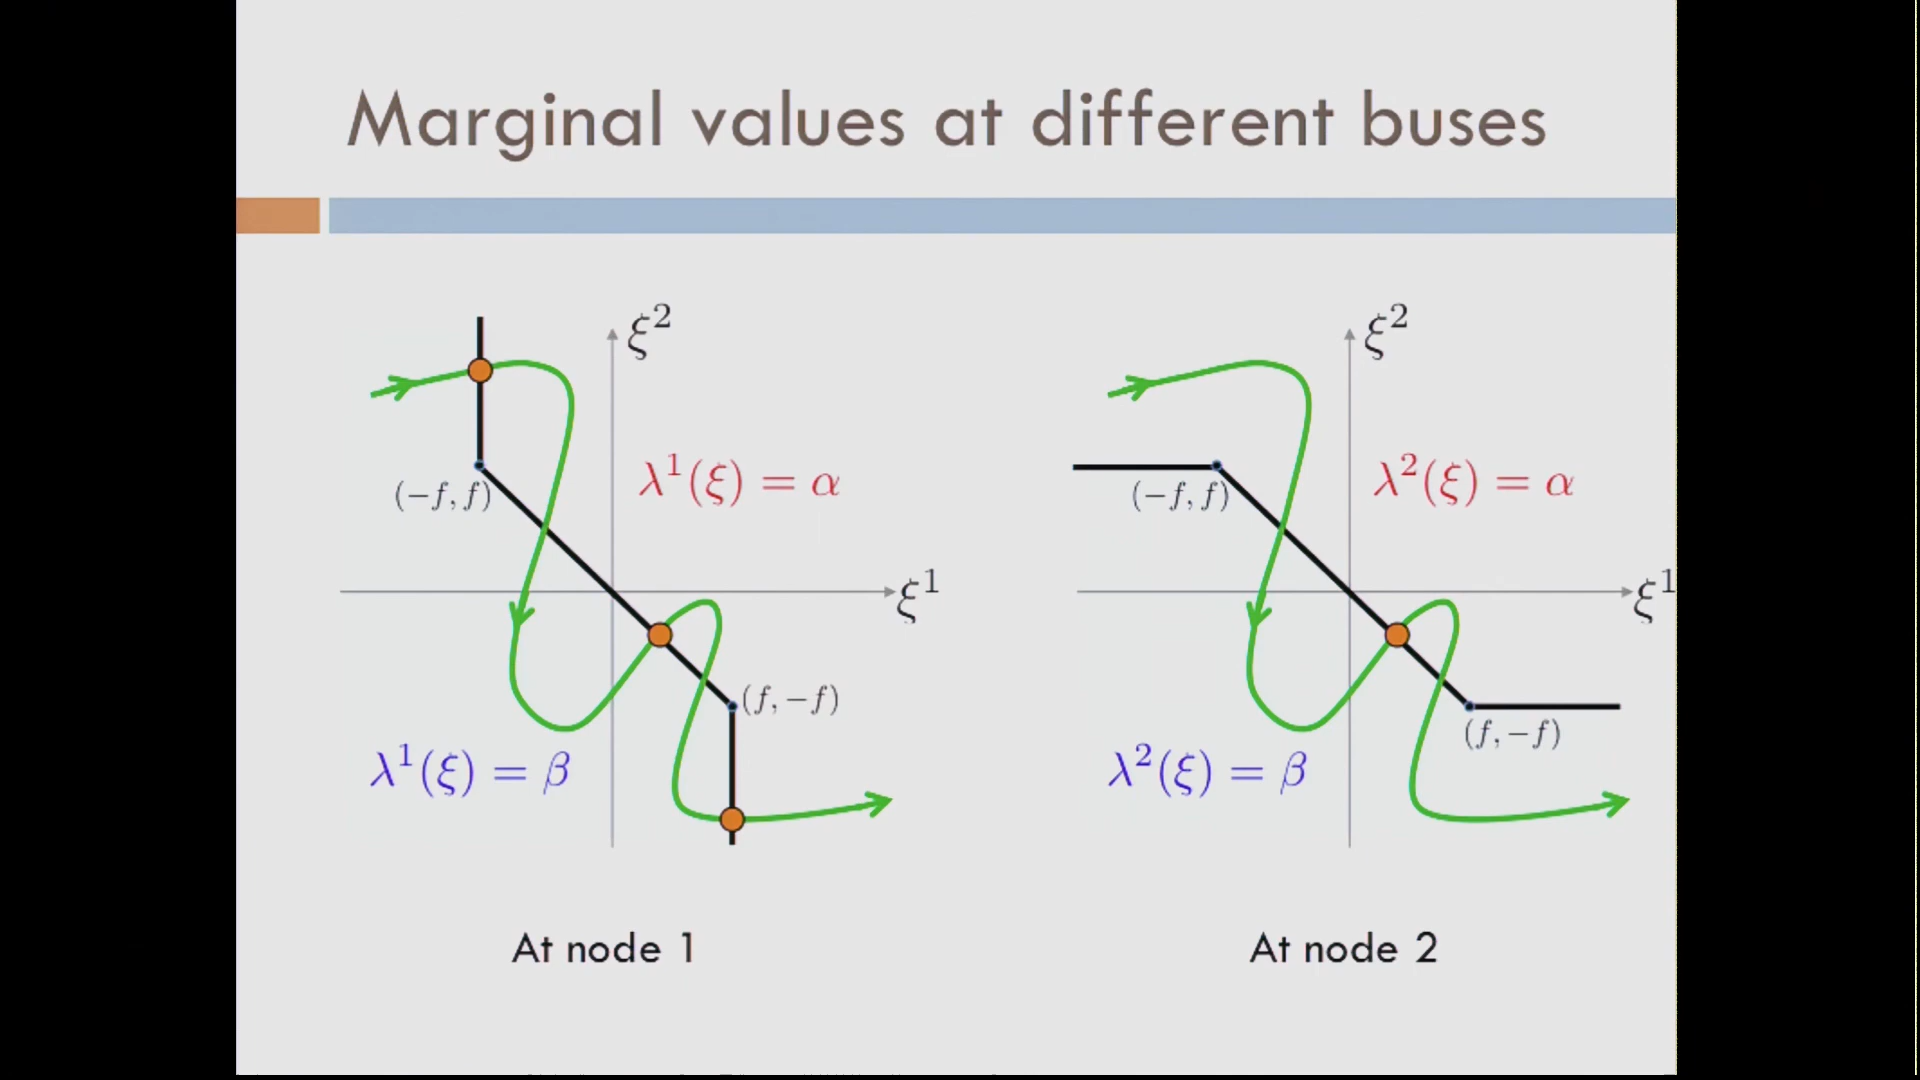 Marginal values at different buses
ξ²
λ¹(ξ) = α
(−f, f)
ξ¹
(f, −f)
λ¹(ξ) = β
At node 1
ξ²
λ²(ξ) = α
(−f, f)
ξ¹
(f, −f)
λ²(ξ) = β
At node 2